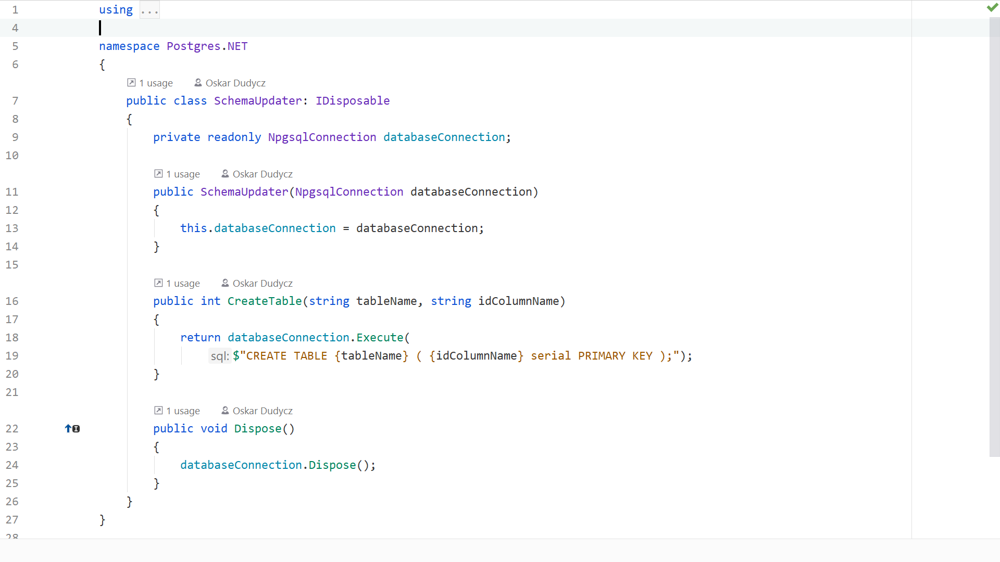 1 using ...
4
5 namespace Postgres.NET
6 {
1 usage Oskar Dudycz
7 public class SchemaUpdater: IDisposable
8 {
9 private readonly NpgsqlConnection databaseConnection;
10
1 usage Oskar Dudycz
11 public SchemaUpdater(NpgsqlConnection databaseConnection)
12 {
13 this.databaseConnection = databaseConnection;
14 }
15
1 usage Oskar Dudycz
16 public int CreateTable(string tableName, string idColumnName)
17 {
18 return databaseConnection.Execute(
19 sql: $"CREATE TABLE {tableName} ( {idColumnName} serial PRIMARY KEY );");
20 }
21
1 usage Oskar Dudycz
22 public void Dispose()
23 {
24 databaseConnection.Dispose();
25 }
26 }
27 }
28